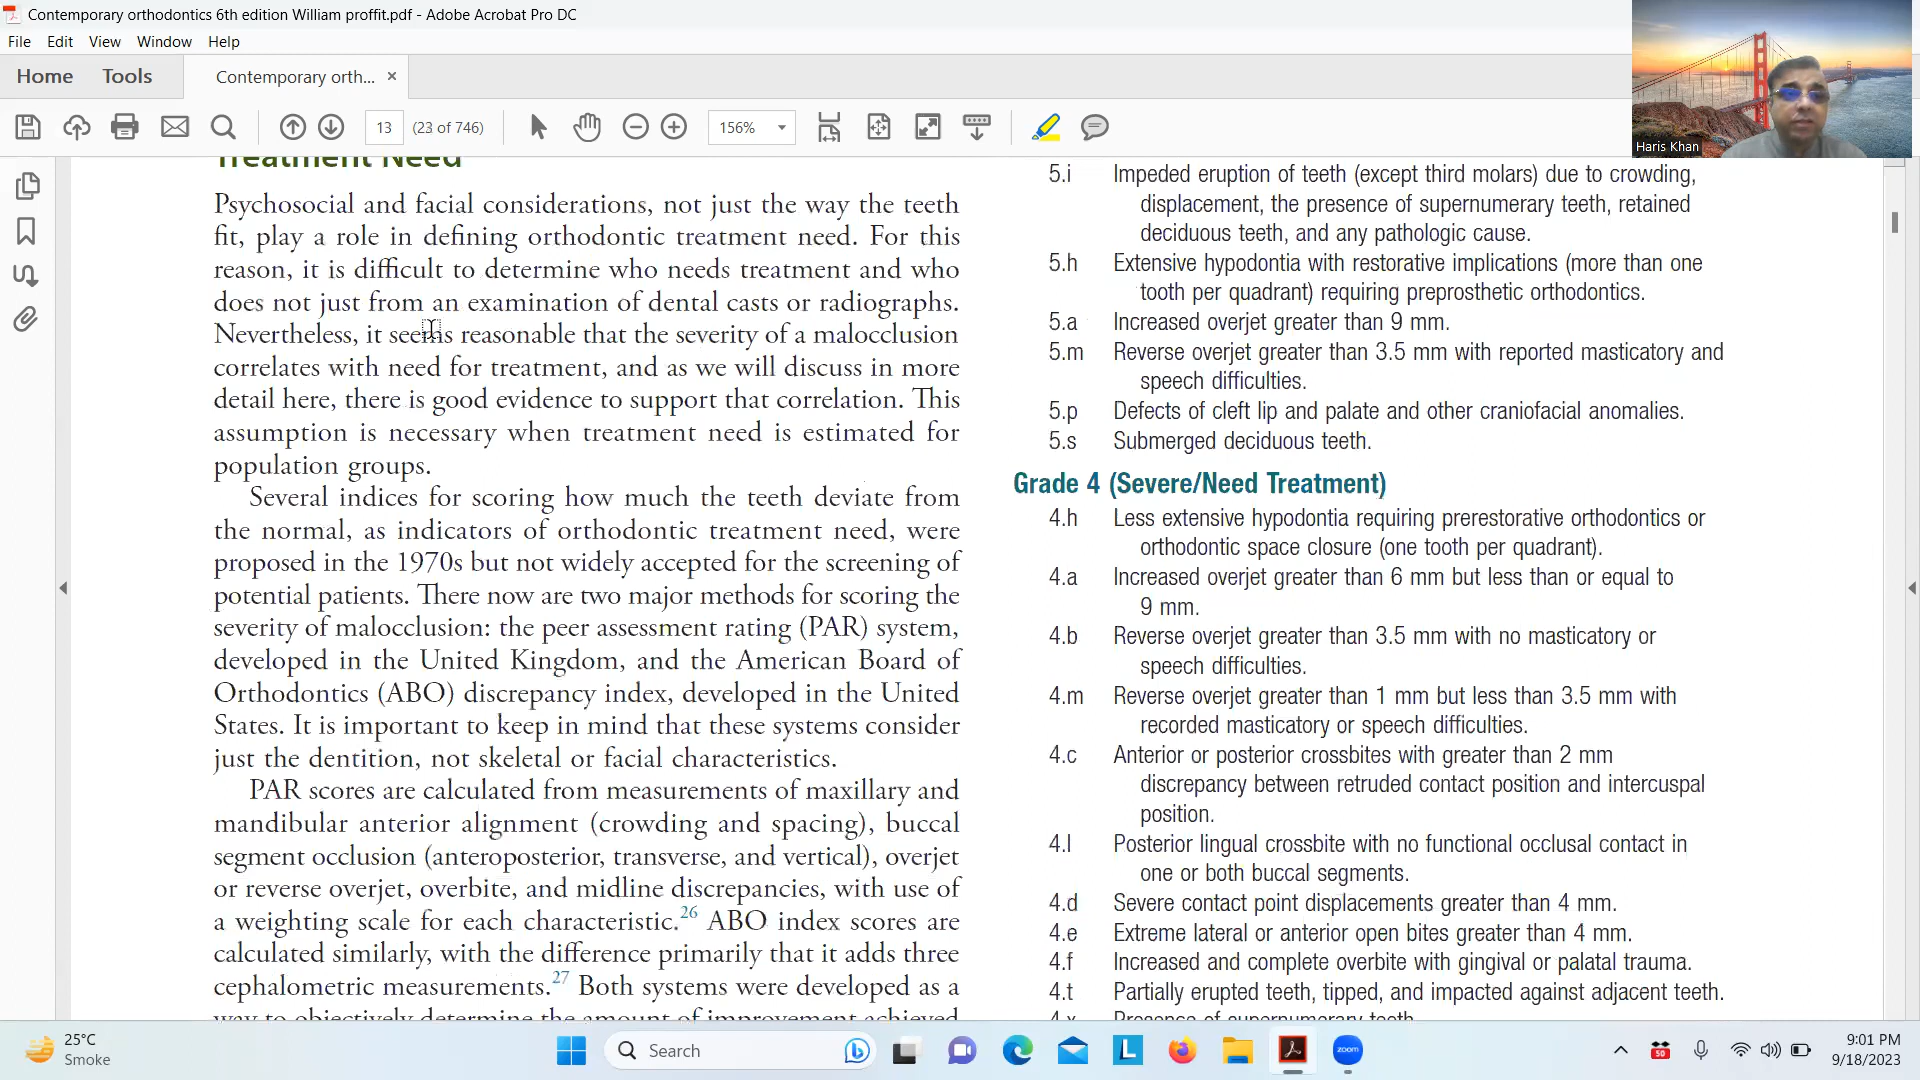 Contemporary orthodontics 6th edition William proffit.pdf - Adobe Acrobat Pro DC
File Edit View Window Help
Home Tools Contemporary orth... ×
13 (23 of 746) 156%
Haris Khan
Treatment Need
Psychosocial and facial considerations, not just the way the teeth
fit, play a role in defining orthodontic treatment need. For this
reason, it is difficult to determine who needs treatment and who
does not just from an examination of dental casts or radiographs.
Nevertheless, it seems reasonable that the severity of a malocclusion
correlates with need for treatment, and as we will discuss in more
detail here, there is good evidence to support that correlation. This
assumption is necessary when treatment need is estimated for
population groups.
Several indices for scoring how much the teeth deviate from
the normal, as indicators of orthodontic treatment need, were
proposed in the 1970s but not widely accepted for the screening of
potential patients. There now are two major methods for scoring the
severity of malocclusion: the peer assessment rating (PAR) system,
developed in the United Kingdom, and the American Board of
Orthodontics (ABO) discrepancy index, developed in the United
States. It is important to keep in mind that these systems consider
just the dentition, not skeletal or facial characteristics.
PAR scores are calculated from measurements of maxillary and
mandibular anterior alignment (crowding and spacing), buccal
segment occlusion (anteroposterior, transverse, and vertical), overjet
or reverse overjet, overbite, and midline discrepancies, with use of
a weighting scale for each characteristic.26 ABO index scores are
calculated similarly, with the difference primarily that it adds three
cephalometric measurements.27 Both systems were developed as a
way to objectively determine the amount of improvement achieved
5.i Impeded eruption of teeth (except third molars) due to crowding,
displacement, the presence of supernumerary teeth, retained
deciduous teeth, and any pathologic cause.
5.h Extensive hypodontia with restorative implications (more than one
tooth per quadrant) requiring preprosthetic orthodontics.
5.a Increased overjet greater than 9 mm.
5.m Reverse overjet greater than 3.5 mm with reported masticatory and
speech difficulties.
5.p Defects of cleft lip and palate and other craniofacial anomalies.
5.s Submerged deciduous teeth.
Grade 4 (Severe/Need Treatment)
4.h Less extensive hypodontia requiring prerestorative orthodontics or
orthodontic space closure (one tooth per quadrant).
4.a Increased overjet greater than 6 mm but less than or equal to
9 mm.
4.b Reverse overjet greater than 3.5 mm with no masticatory or
speech difficulties.
4.m Reverse overjet greater than 1 mm but less than 3.5 mm with
recorded masticatory or speech difficulties.
4.c Anterior or posterior crossbites with greater than 2 mm
discrepancy between retruded contact position and intercuspal
position.
4.l Posterior lingual crossbite with no functional occlusal contact in
one or both buccal segments.
4.d Severe contact point displacements greater than 4 mm.
4.e Extreme lateral or anterior open bites greater than 4 mm.
4.f Increased and complete overbite with gingival or palatal trauma.
4.t Partially erupted teeth, tipped, and impacted against adjacent teeth.
4.x Presence of supernumerary teeth.
25°C
Smoke
Search
L
zoom
50
9:01 PM
9/18/2023